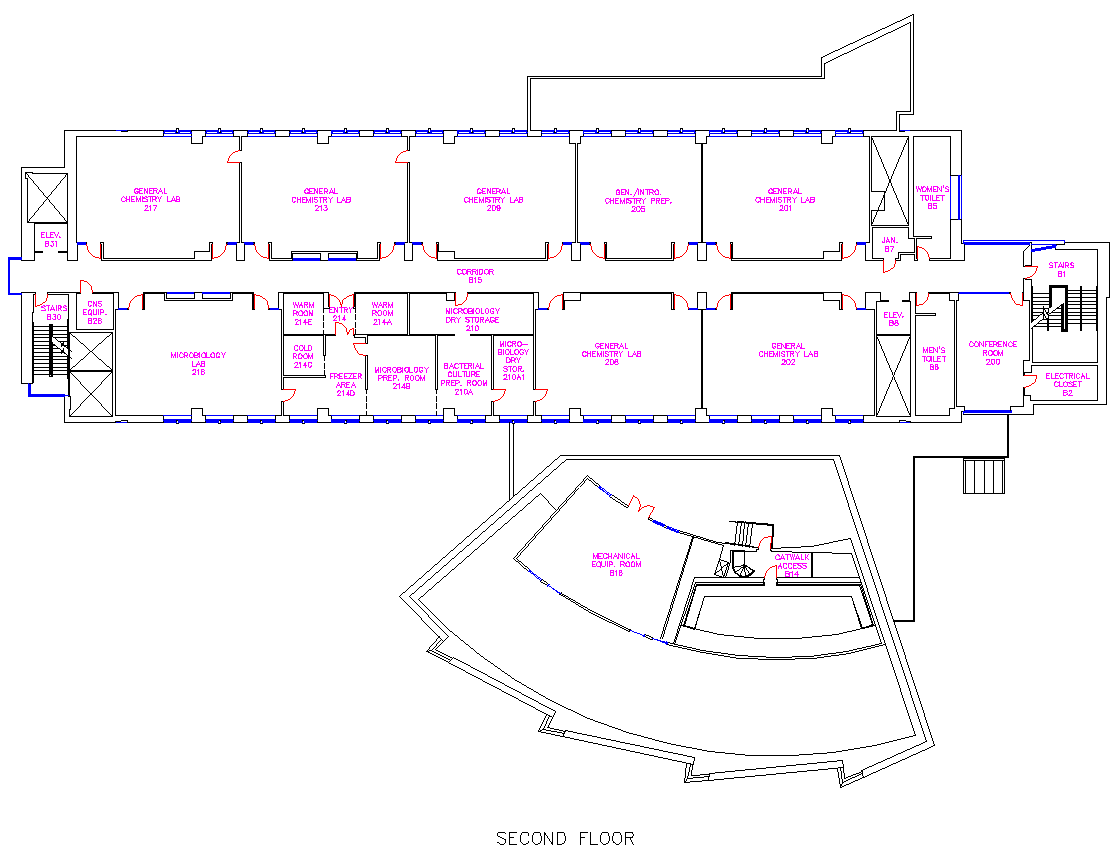 GENERAL
CHEMISTRY LAB
217
GENERAL
CHEMISTRY LAB
213
GENERAL
CHEMISTRY LAB
209
GEN./INTRO.
CHEMISTRY PREP.
205
GENERAL
CHEMISTRY LAB
201
WOMEN'S
TOILET
B5
ELEV.
B31
JAN.
B7
CORRIDOR
B15
STAIRS
B1
STAIRS
B30
CNS
EQUIP.
B2B
WARM
ROOM
214E
ENTRY
214
WARM
ROOM
214A
MICROBIOLOGY
DRY STORAGE
210
ELEV.
B8
MICROBIOLOGY
LAB
218
COLD
ROOM
214C
FREEZER
AREA
214D
MICROBIOLOGY
PREP. ROOM
214B
BACTERIAL
CULTURE
PREP. ROOM
210A
MICRO-
BIOLOGY
DRY
STOR.
210A1
GENERAL
CHEMISTRY LAB
206
GENERAL
CHEMISTRY LAB
202
MEN'S
TOILET
B6
CONFERENCE
ROOM
200
ELECTRICAL
CLOSET
B2
MECHANICAL
EQUIP. ROOM
B16
CATWALK
ACCESS
B14
SECOND FLOOR